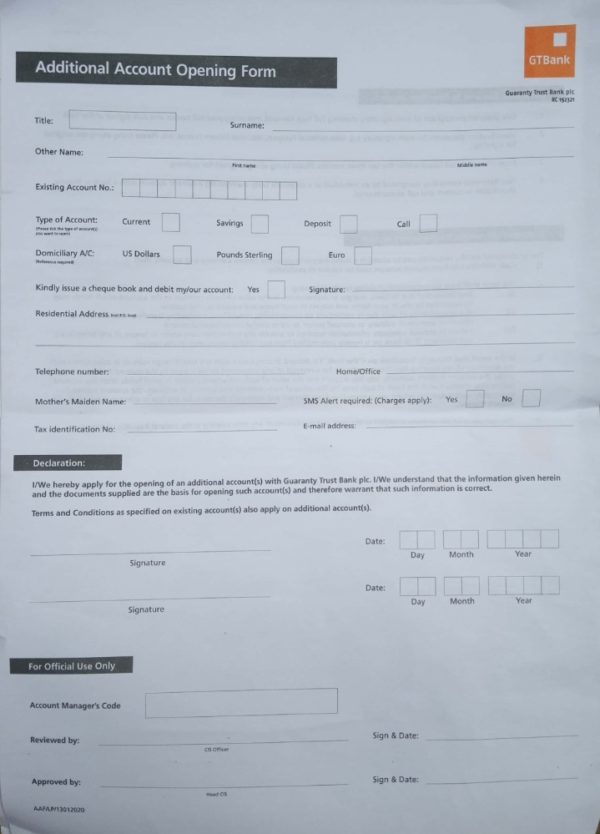 GTBank
Additional Account Opening Form
Guaranty Trust Bank plc
RC 152321
Title: Surname:
Other Name:
First name Middle name
Existing Account No.:
Type of Account: Current Savings Deposit Call
(Please tick the type of account(s)
you want to open)
Domiciliary A/C: US Dollars Pounds Sterling Euro
(Reference required)
Kindly issue a cheque book and debit my/our account: Yes Signature:
Residential Address (Not P.O. Box):
Telephone number: Home/Office
Mother's Maiden Name: SMS Alert required: (Charges apply): Yes No
Tax identification No: E-mail address:
Declaration:
I/We hereby apply for the opening of an additional account(s) with Guaranty Trust Bank plc. I/We understand that the information given herein
and the documents supplied are the basis for opening such account(s) and therefore warrant that such information is correct.
Terms and Conditions as specified on existing account(s) also apply on additional account(s).
Date:
Signature Day Month Year
Date:
Signature Day Month Year
For Official Use Only
Account Manager's Code
Reviewed by: Sign & Date:
CIS Officer
Approved by: Sign & Date:
Head CIS